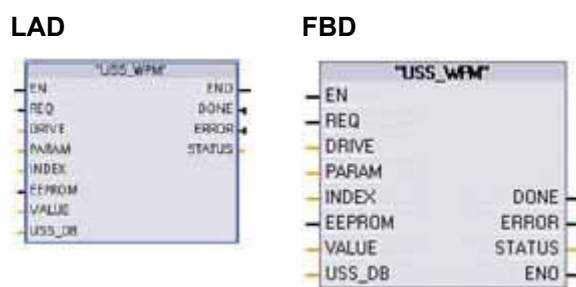 LAD
FBD
"USS_WPM"
EN ENO
REQ DONE
DRIVE ERROR
PARAM STATUS
INDEX
EEPROM
VALUE
USS_DB
"USS_WPM"
EN
REQ
DRIVE
PARAM
INDEX DONE
EEPROM ERROR
VALUE STATUS
USS_DB ENO